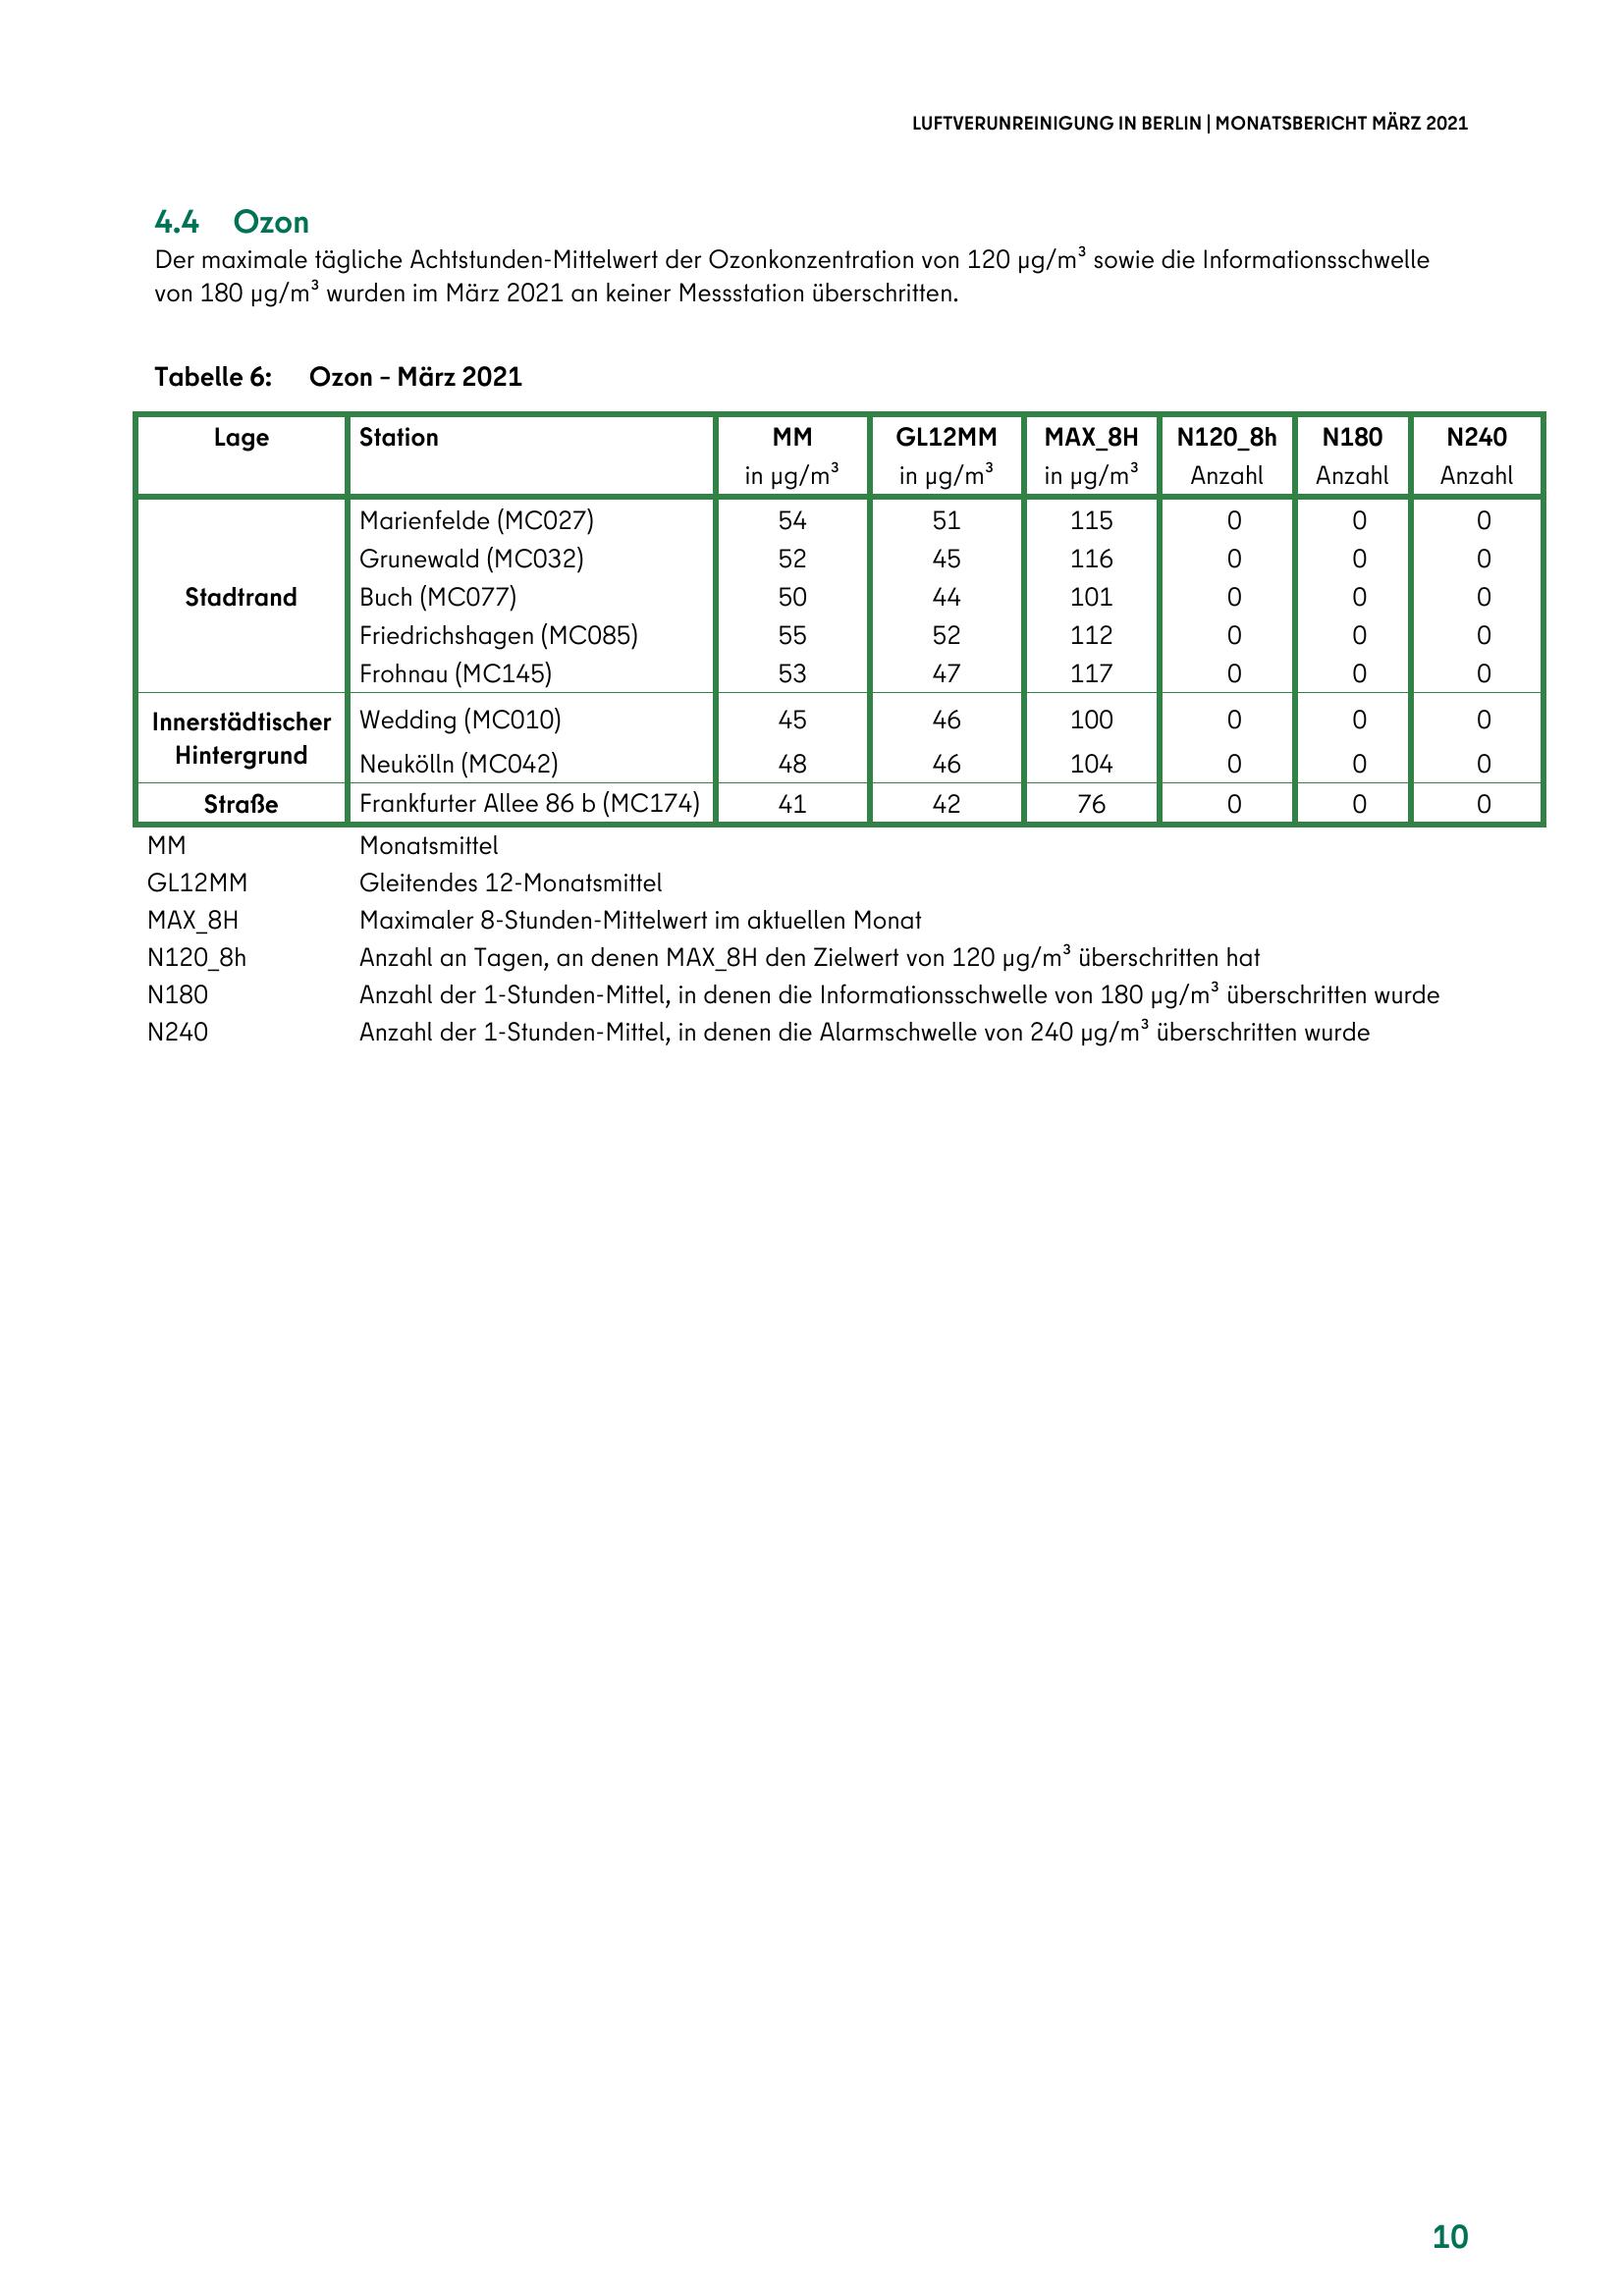 LUFTVERUNREINIGUNG IN BERLIN | MONATSBERICHT MÄRZ 2021
4.4 Ozon
Der maximale tägliche Achtstunden-Mittelwert der Ozonkonzentration von 120 µg/m³ sowie die Informationsschwelle
von 180 µg/m³ wurden im März 2021 an keiner Messstation überschritten.
Tabelle 6: Ozon – März 2021
Lage Station MM GL12MM MAX_8H N120_8h N180 N240
in µg/m³ in µg/m³ in µg/m³ Anzahl Anzahl Anzahl
Marienfelde (MC027) 54 51 115 0 0 0
Grunewald (MC032) 52 45 116 0 0 0
Stadtrand Buch (MC077) 50 44 101 0 0 0
Friedrichshagen (MC085) 55 52 112 0 0 0
Frohnau (MC145) 53 47 117 0 0 0
Innerstädtischer Wedding (MC010) 45 46 100 0 0 0
Hintergrund Neukölln (MC042) 48 46 104 0 0 0
Straße Frankfurter Allee 86 b (MC174) 41 42 76 0 0 0
MM Monatsmittel
GL12MM Gleitendes 12-Monatsmittel
MAX_8H Maximaler 8-Stunden-Mittelwert im aktuellen Monat
N120_8h Anzahl an Tagen, an denen MAX_8H den Zielwert von 120 µg/m³ überschritten hat
N180 Anzahl der 1-Stunden-Mittel, in denen die Informationsschwelle von 180 µg/m³ überschritten wurde
N240 Anzahl der 1-Stunden-Mittel, in denen die Alarmschwelle von 240 µg/m³ überschritten wurde
10